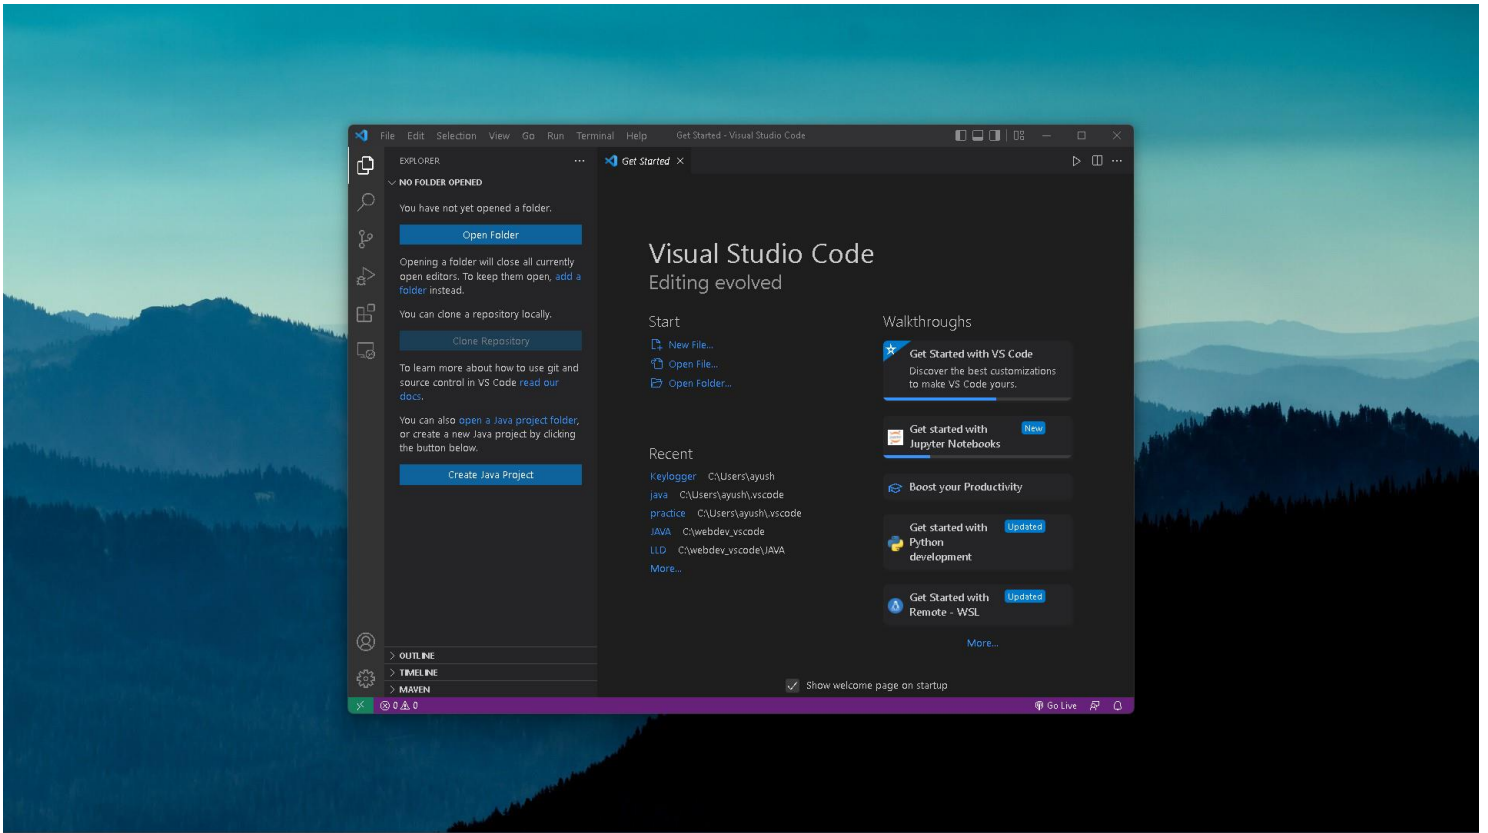 File Edit Selection View Go Run Terminal Help Get Started - Visual Studio Code
EXPLORER
Get Started
NO FOLDER OPENED
You have not yet opened a folder.
Open Folder
Opening a folder will close all currently
open editors. To keep them open, add a
folder instead.
You can clone a repository locally.
Clone Repository
To learn more about how to use git and
source control in VS Code read our
docs.
You can also open a Java project folder,
or create a new Java project by clicking
the button below.
Create Java Project
OUTLINE
TIMELINE
MAVEN
Visual Studio Code
Editing evolved
Start
New File...
Open File...
Open Folder...
Recent
Keylogger C:\Users\ayush
java C:\Users\ayush\.vscode
practice C:\Users\ayush\.vscode
JAVA C:\webdev_vscode
LLD C:\webdev_vscode\JAVA
More...
Walkthroughs
Get Started with VS Code
Discover the best customizations
to make VS Code yours.
Get started with New
Jupyter Notebooks
Boost your Productivity
Get started with Updated
Python
development
Get Started with Updated
Remote - WSL
More...
Show welcome page on startup
0 0 Go Live